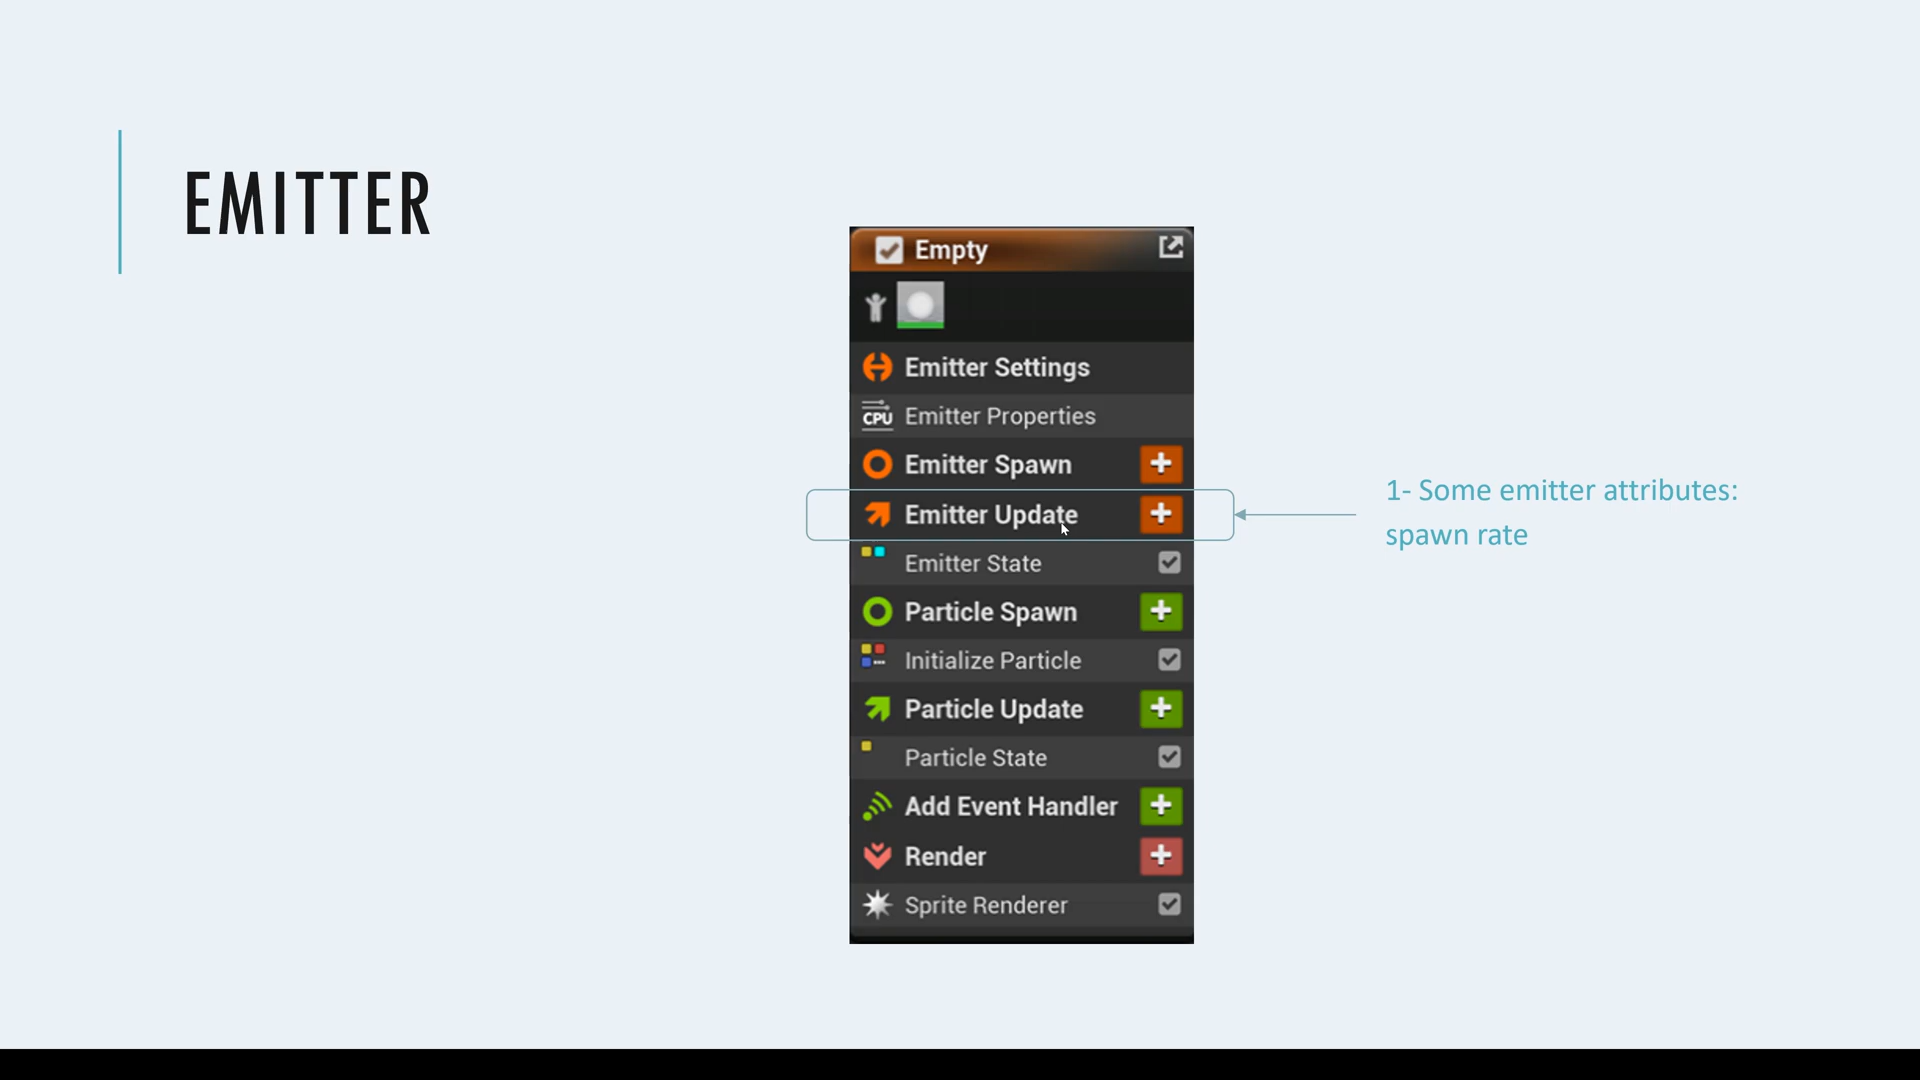 EMITTER
Empty
Emitter Settings
CPU Emitter Properties
Emitter Spawn
Emitter Update
Emitter State
Particle Spawn
Initialize Particle
Particle Update
Particle State
Add Event Handler
Render
Sprite Renderer
1- Some emitter attributes:
spawn rate